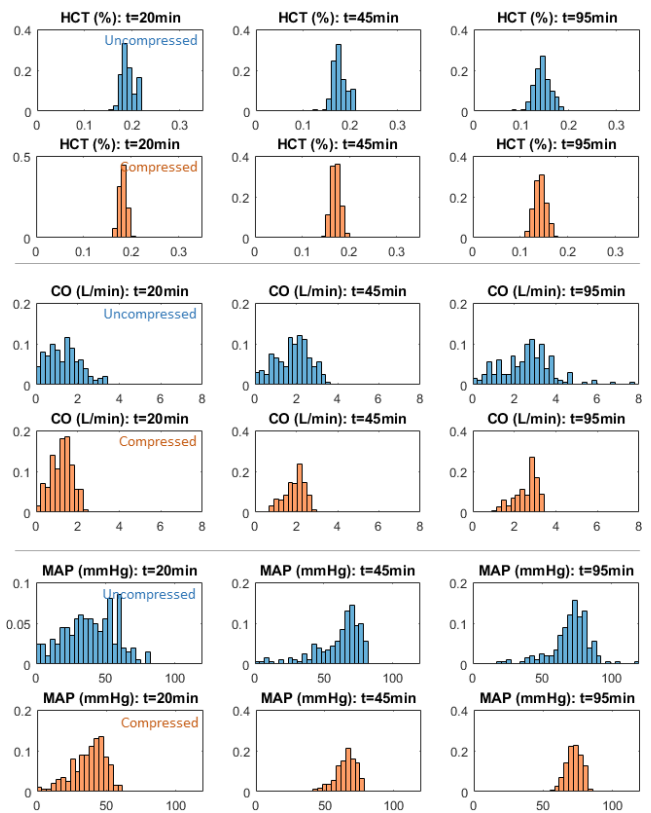 HCT (%): t=20min HCT (%): t=45min HCT (%): t=95min
0.4 0.4 0.4
Uncompressed
0.2 0.2 0.2
0 0 0
0 0.1 0.2 0.3 0 0.1 0.2 0.3 0 0.1 0.2 0.3
HCT (%): t=20min HCT (%): t=45min HCT (%): t=95min
0.5 0.4 0.4
Compressed
0.2 0.2
0 0 0
0 0.1 0.2 0.3 0 0.1 0.2 0.3 0 0.1 0.2 0.3
CO (L/min): t=20min CO (L/min): t=45min CO (L/min): t=95min
0.2 0.2 0.2
Uncompressed
0.1 0.1 0.1
0 0 0
0 2 4 6 8 0 2 4 6 8 0 2 4 6 8
CO (L/min): t=20min CO (L/min): t=45min CO (L/min): t=95min
0.2 0.4 0.4
Compressed
0.1 0.2 0.2
0 0 0
0 2 4 6 8 0 2 4 6 8 0 2 4 6 8
MAP (mmHg): t=20min MAP (mmHg): t=45min MAP (mmHg): t=95min
0.1 0.2 0.2
Uncompressed
0.05 0.1 0.1
0 0 0
0 50 100 0 50 100 0 50 100
MAP (mmHg): t=20min MAP (mmHg): t=45min MAP (mmHg): t=95min
0.2 0.4 0.4
Compressed
0.1 0.2 0.2
0 0 0
0 50 100 0 50 100 0 50 100